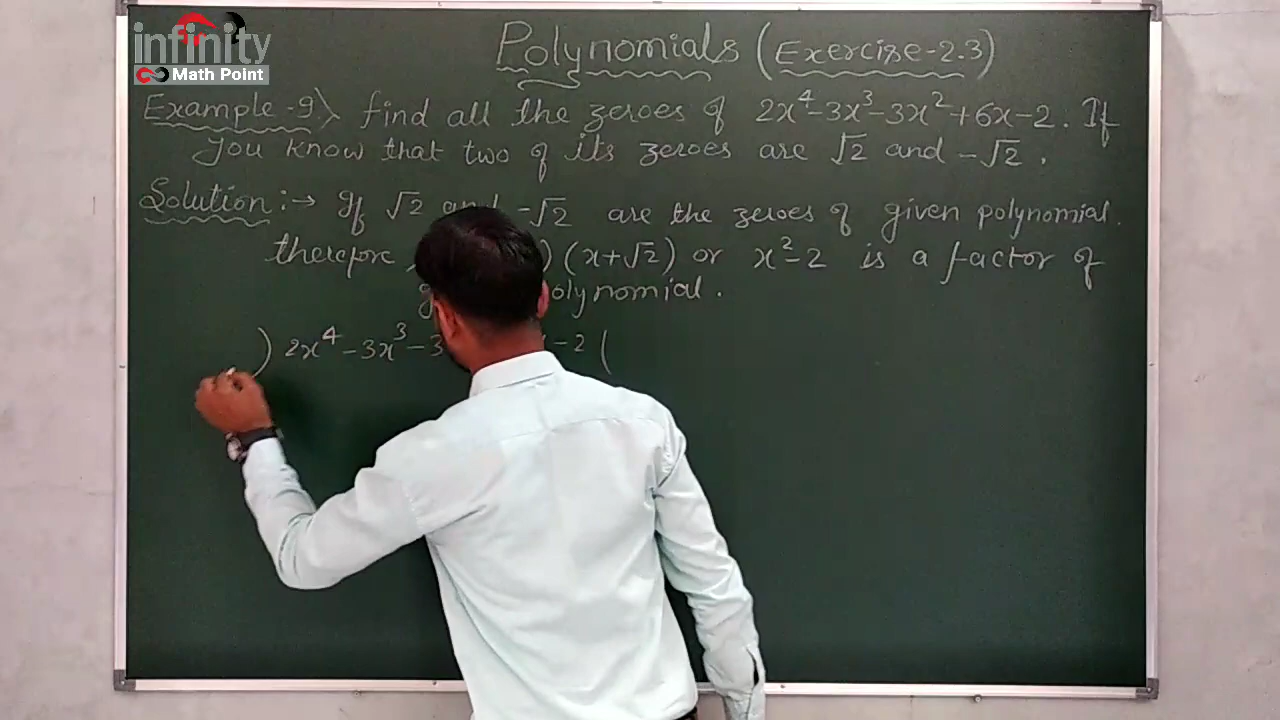 infinity
Math Point
Polynomials (Exercise-2.3)
Example-9 > find all the zeroes of 2x⁴-3x³-3x²+6x-2. If
you know that two of its zeroes are √2 and -√2.
Solution :→ If √2 and -√2 are the zeroes of given polynomial.
therefore ) (x+√2) or x²-2 is a factor of
polynomial.
) 2x⁴-3x³-3 -2 (